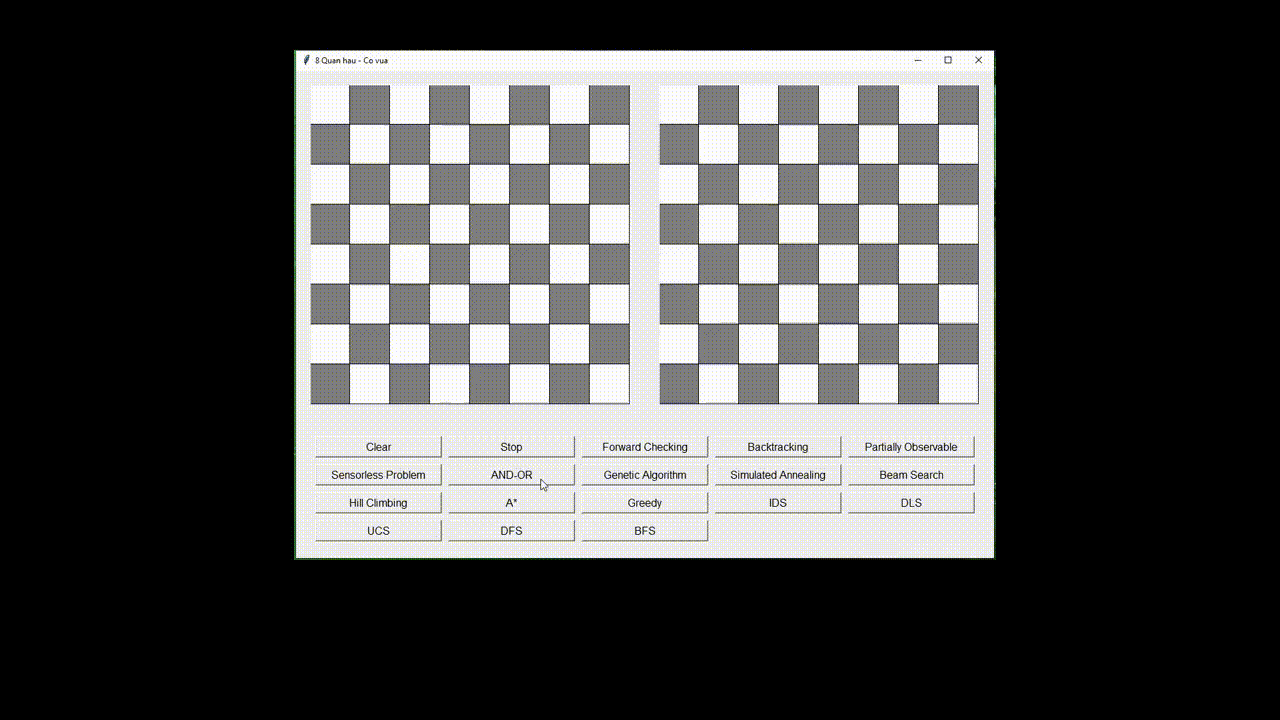 8 Quan hau - Co vua
Clear Stop Forward Checking Backtracking Partially Observable
Sensorless Problem AND-OR Genetic Algorithm Simulated Annealing Beam Search
Hill Climbing A* Greedy IDS DLS
UCS DFS BFS